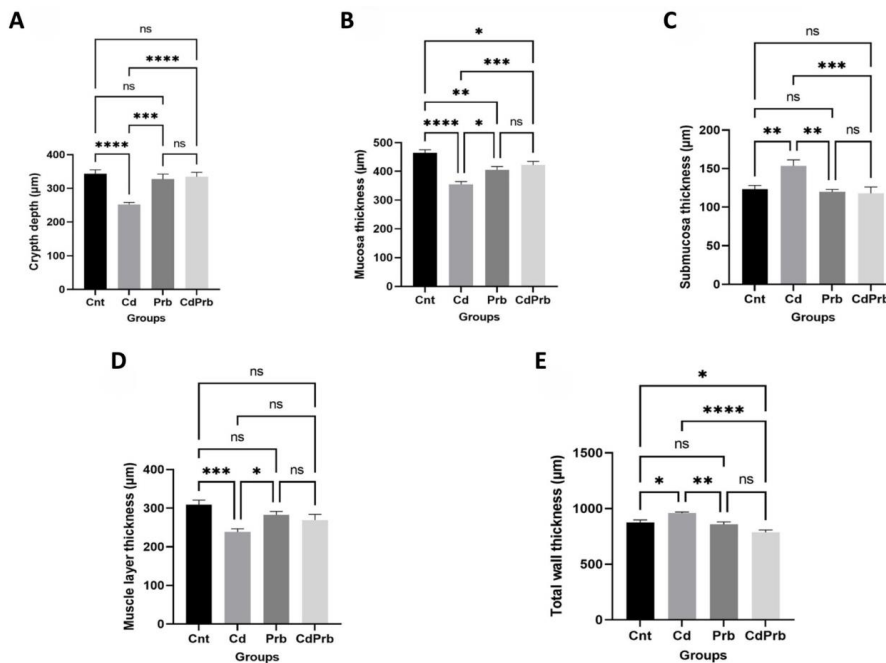 A
ns
****
ns
***
****
ns
Crypth depth (µm)
400
300
200
100
0
Cnt Cd Prb CdPrb
Groups
B
*
***
**
**** * ns
Mucosa thickness (µm)
500
400
300
200
100
0
Cnt Cd Prb CdPrb
Groups
C
ns
***
ns
** ** ns
Submucosa thickness (µm)
200
150
100
50
0
Cnt Cd Prb CdPrb
Groups
D
ns
ns
ns
*** * ns
Muscle layer thickness (µm)
400
300
200
100
0
Cnt Cd Prb CdPrb
Groups
E
*
****
ns
* ** ns
Total wall thickness (µm)
1500
1000
500
0
Cnt Cd Prb CdPrb
Groups